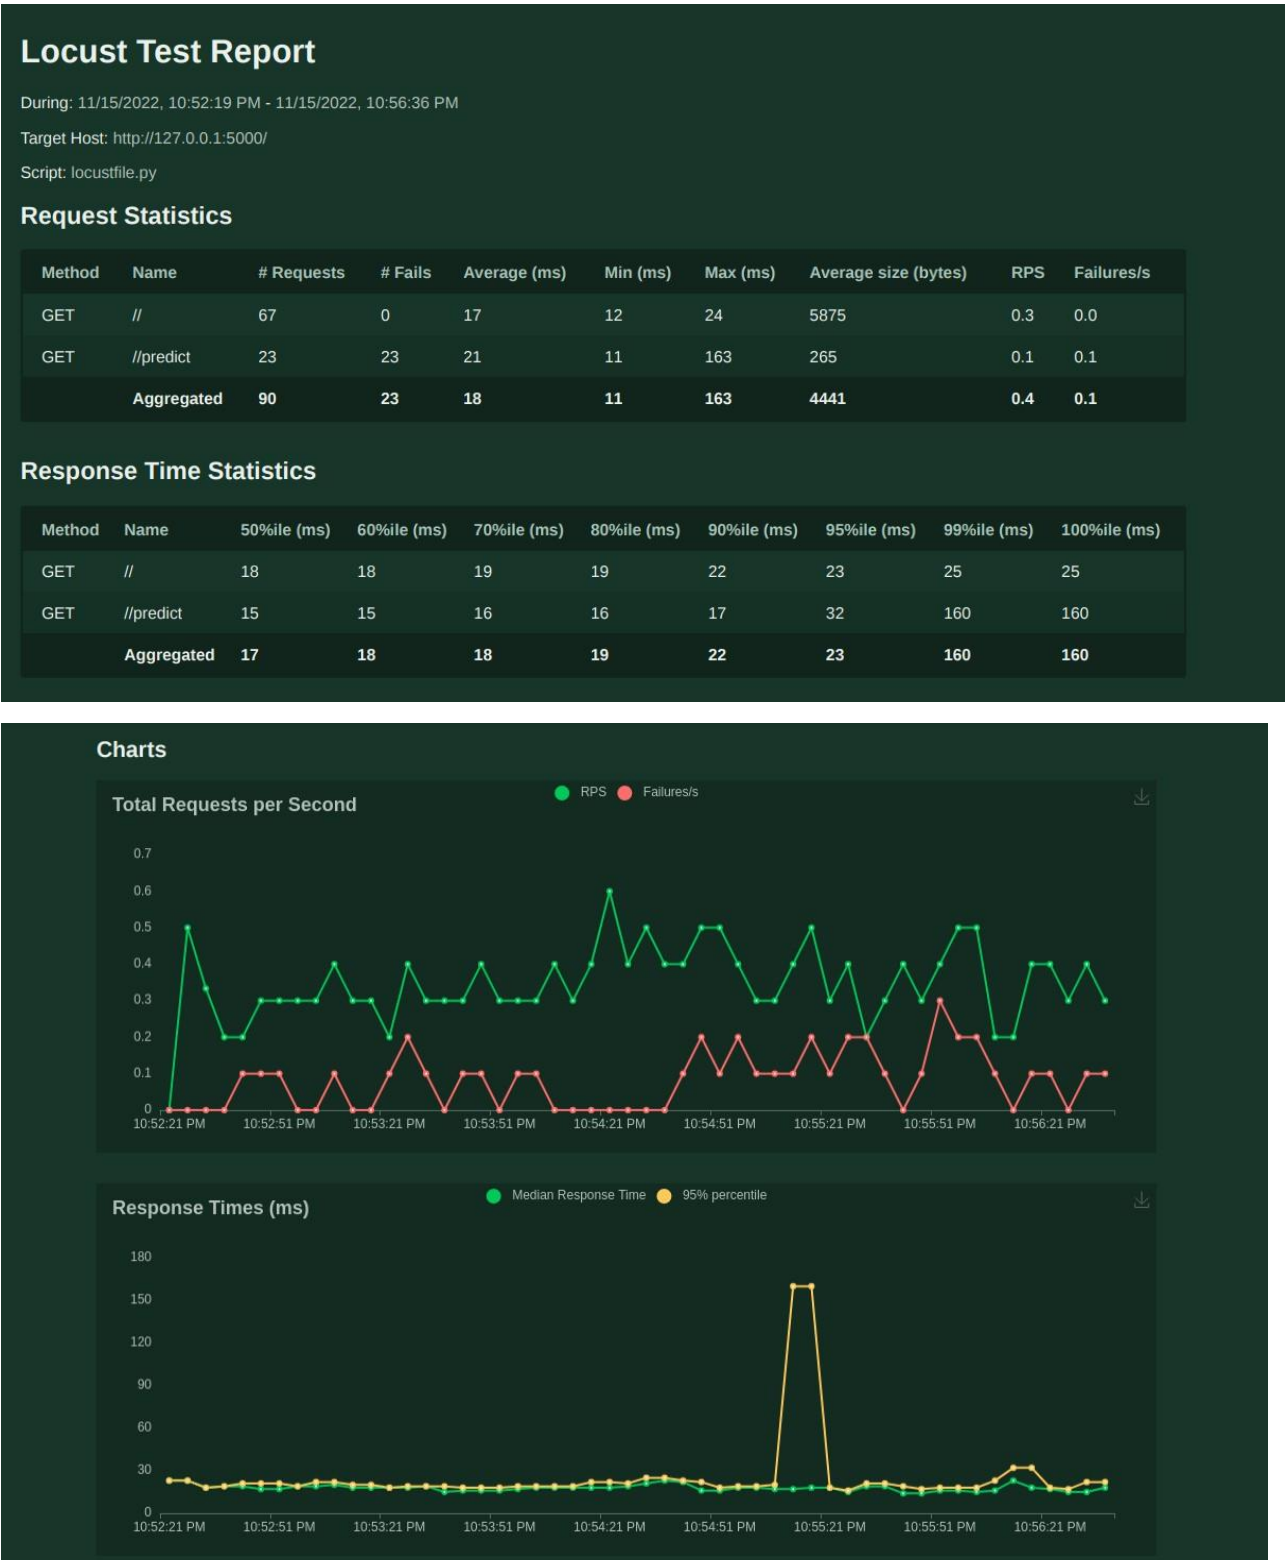 Locust Test Report
During: 11/15/2022, 10:52:19 PM - 11/15/2022, 10:56:36 PM
Target Host: http://127.0.0.1:5000/
Script: locustfile.py
Request Statistics
Method Name # Requests # Fails Average (ms) Min (ms) Max (ms) Average size (bytes) RPS Failures/s
GET // 67 0 17 12 24 5875 0.3 0.0
GET //predict 23 23 21 11 163 265 0.1 0.1
Aggregated 90 23 18 11 163 4441 0.4 0.1
Response Time Statistics
Method Name 50%ile (ms) 60%ile (ms) 70%ile (ms) 80%ile (ms) 90%ile (ms) 95%ile (ms) 99%ile (ms) 100%ile (ms)
GET // 18 18 19 19 22 23 25 25
GET //predict 15 15 16 16 17 32 160 160
Aggregated 17 18 18 19 22 23 160 160
Charts
Total Requests per Second
RPS Failures/s
0.7
0.6
0.5
0.4
0.3
0.2
0.1
0
10:52:21 PM 10:52:51 PM 10:53:21 PM 10:53:51 PM 10:54:21 PM 10:54:51 PM 10:55:21 PM 10:55:51 PM 10:56:21 PM
Response Times (ms)
Median Response Time 95% percentile
180
150
120
90
60
30
0
10:52:21 PM 10:52:51 PM 10:53:21 PM 10:53:51 PM 10:54:21 PM 10:54:51 PM 10:55:21 PM 10:55:51 PM 10:56:21 PM